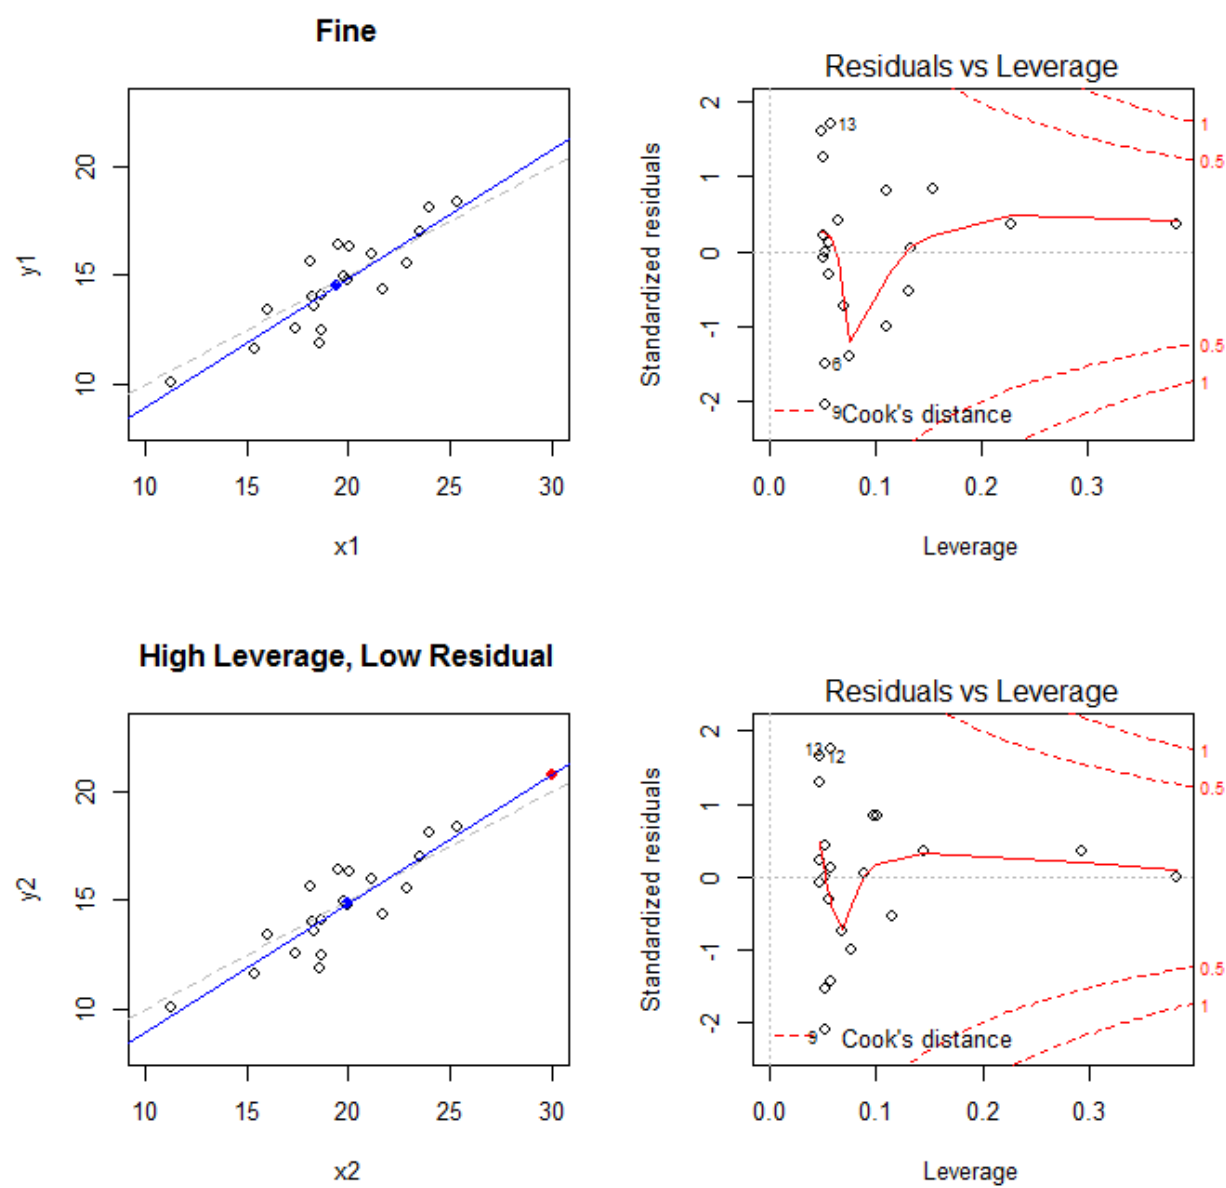 Fine
Residuals vs Leverage
y1
10 15 20
10 15 20 25 30
x1
Standardized residuals
-2 -1 0 1 2
13
6
9
Cook's distance
1
0.5
0.5
1
0.0 0.1 0.2 0.3
Leverage
High Leverage, Low Residual
Residuals vs Leverage
y2
10 15 20
10 15 20 25 30
x2
Standardized residuals
-2 -1 0 1 2
12
9
Cook's distance
1
0.5
0.5
1
0.0 0.1 0.2 0.3
Leverage